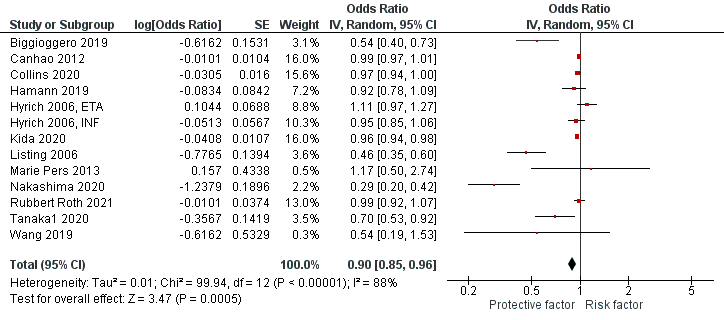 Odds Ratio Odds Ratio
Study or Subgroup log[Odds Ratio] SE Weight IV, Random, 95% CI IV, Random, 95% CI
Biggioggero 2019 -0.6162 0.1531 3.1% 0.54 [0.40, 0.73]
Canhao 2012 -0.0101 0.0104 16.0% 0.99 [0.97, 1.01]
Collins 2020 -0.0305 0.016 15.7% 0.97 [0.94, 1.00]
Hamann 2019 -0.0834 0.0842 7.2% 0.92 [0.78, 1.09]
Hyrich 2006, ETA 0.1044 0.0688 8.8% 1.11 [0.97, 1.27]
Hyrich 2006, INF -0.0513 0.0567 10.3% 0.95 [0.85, 1.06]
Kida 2020 -0.0408 0.0107 16.0% 0.96 [0.94, 0.98]
Listing 2006 -0.7765 0.1394 3.6% 0.46 [0.35, 0.60]
Marie Pers 2013 0.157 0.4338 0.5% 1.17 [0.50, 2.74]
Nakashima 2020 -1.2379 0.1896 2.2% 0.29 [0.20, 0.42]
Rubbert Roth 2021 -0.0101 0.0374 13.0% 0.99 [0.92, 1.07]
Tanaka1 2020 -0.3567 0.1419 3.5% 0.70 [0.53, 0.92]
Wang 2019 -0.6162 0.5329 0.3% 0.54 [0.19, 1.53]
Total (95% CI) 100.0% 0.90 [0.85, 0.96]
Heterogeneity: Tau² = 0.01; Chi² = 99.94, df = 12 (P < 0.00001); I² = 88%
Test for overall effect: Z = 3.47 (P = 0.0005)
0.2 0.5 1 2 5
Protective factor Risk factor